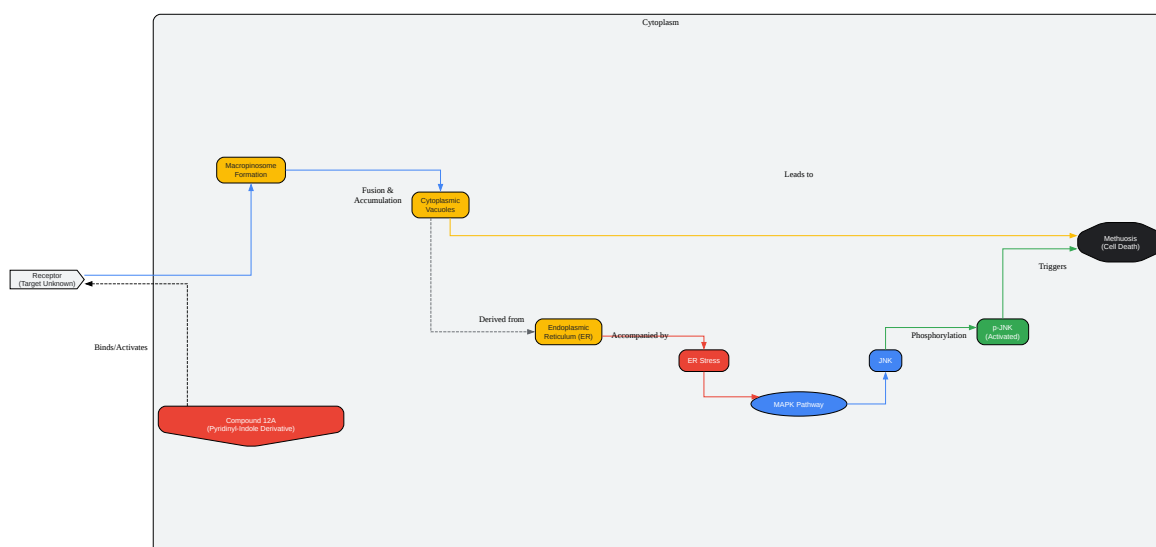 Cytoplasm
Macropinosome
Formation
Leads to
Fusion &
Accumulation
Cytoplasmic
Vacuoles
Methuosis
(Cell Death)
Triggers
Receptor
(Target Unknown)
Derived from
Endoplasmic
Reticulum (ER)
Accompanied by
p-JNK
(Activated)
Phosphorylation
Binds/Activates
ER Stress
JNK
MAPK Pathway
Compound 12A
(Pyridinyl-Indole Derivative)